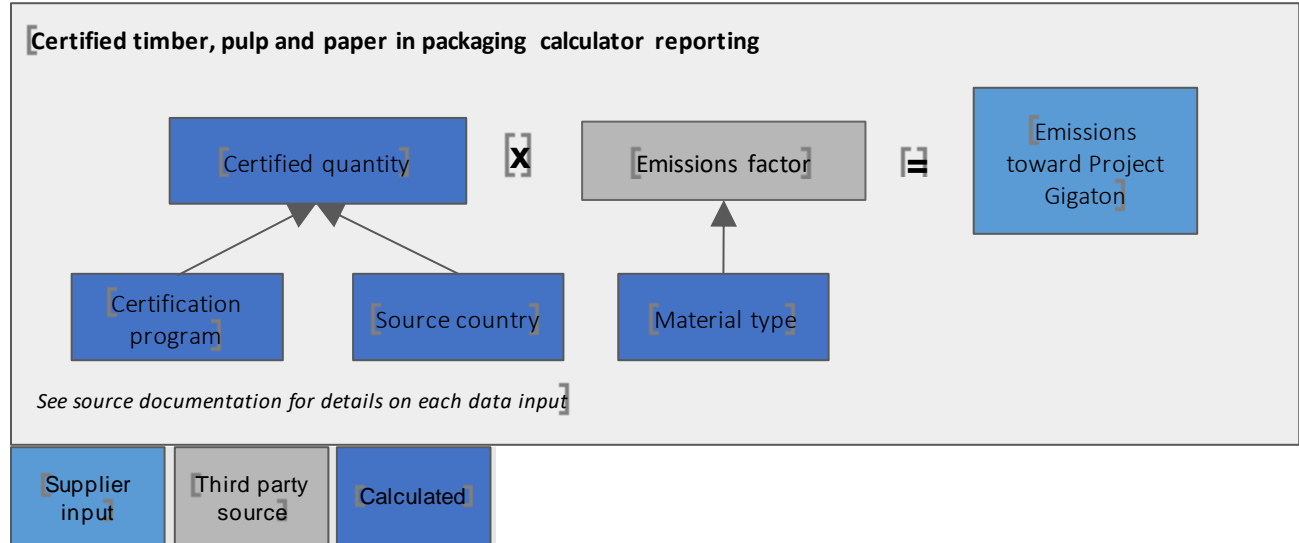 Certified timber, pulp and paper in packaging calculator reporting
Certified quantity
x
Emissions factor
=
Emissions
toward Project
Gigaton
Certification
program
Source country
Material type
See source documentation for details on each data input
Supplier
input
Third party
source
Calculated